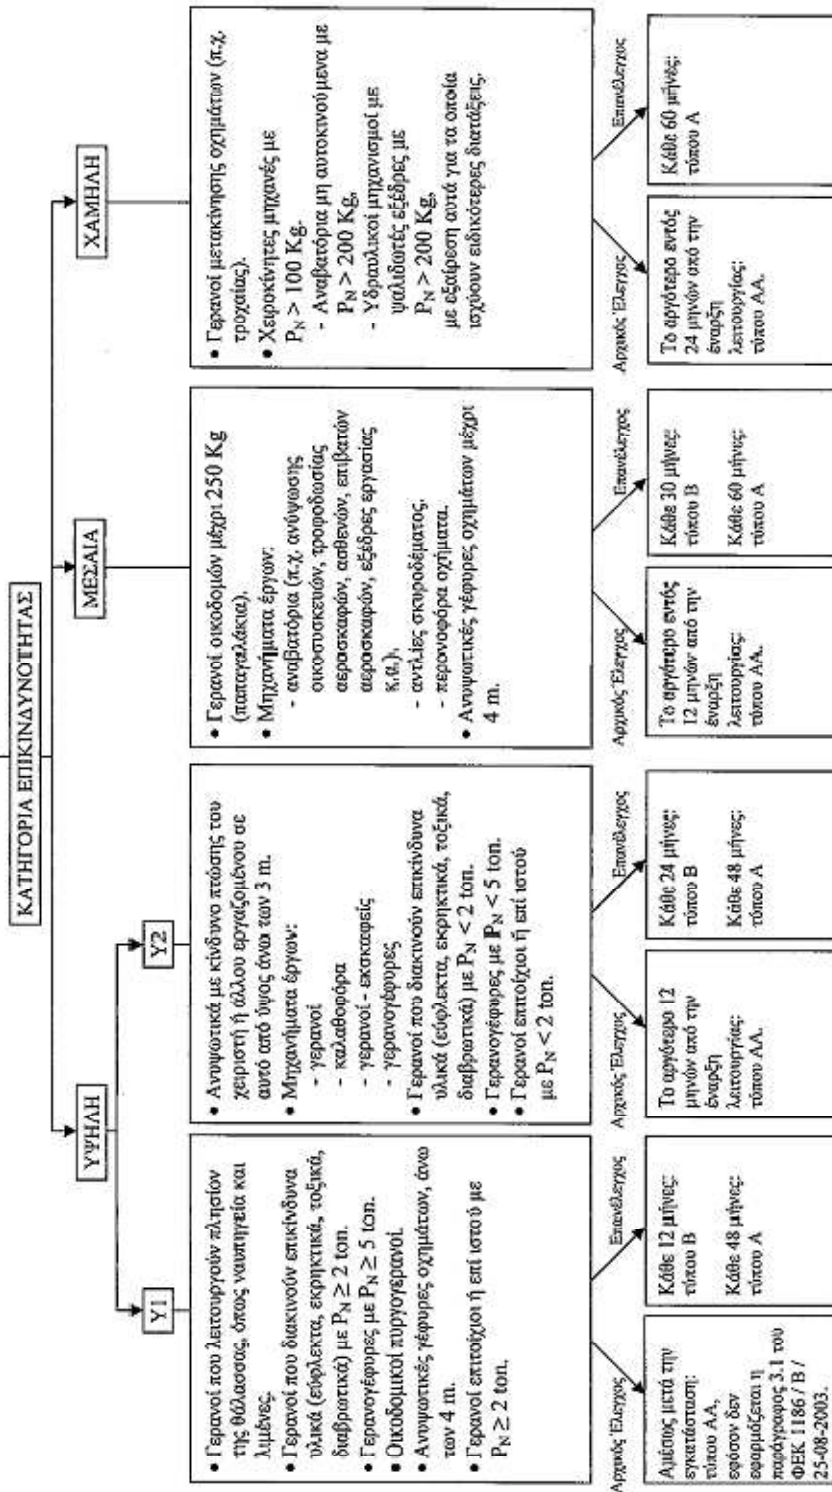 ΚΑΤΗΓΟΡΙΑ ΕΠΙΚΙΝΔΥΝΟΤΗΤΑΣ
ΥΨΗΛΗ
ΜΕΣΑΙΑ
ΧΑΜΗΛΗ
Υ1
Υ2
• Γερανοί που λειτουργούν πλησίον
της θάλασσας, όπως ναυπηγεία και
λιμένες.
• Γερανοί που διακινούν επικίνδυνα
υλικά (εύφλεκτα, εκρηκτικά, τοξικά,
διαβρωτικά) με PN ≥ 2 ton.
• Γερανογέφυρες με PN ≥ 5 ton.
• Οικοδομικοί πυργογερανοί.
• Ανυψωτικές γέφυρες οχημάτων, άνω
των 4 m.
• Γερανοί επιτοίχιοι ή επί ιστού με
PN ≥ 2 ton.
• Ανυψωτικά με κίνδυνο πτώσης του
χειριστή ή άλλου εργαζομένου σε
αυτό από ύψος άνω των 3 m.
• Μηχανήματα έργων:
- γερανοί
- καλαθοφόρα
- γερανοί - εκσκαφείς
- γερανογέφυρες
• Γερανοί που διακινούν επικίνδυνα
υλικά (εύφλεκτα, εκρηκτικά, τοξικά,
διαβρωτικά) με PN < 2 ton.
• Γερανογέφυρες με PN < 5 ton.
• Γερανοί επιτοίχιοι ή επί ιστού
με PN < 2 ton.
• Γερανοί οικοδομών μέχρι 250 Kg
(παπαγαλάκια).
• Μηχανήματα έργων:
- αναβατόρια (π.χ. ανύψωσης
οικοσυσκευών, τροφοδοσίας
αεροσκαφών, ασθενών, επιβατών
αεροσκαφών, εξέδρες εργασίας
κ.α.),
- αντλίες σκυροδέματος,
- περονοφόρα οχήματα.
• Ανυψωτικές γέφυρες οχημάτων μέχρι
4 m.
• Γερανοί μετακίνησης οχημάτων (π.χ.
τροχαίας).
• Χειροκίνητες μηχανές με
PN > 100 Kg.
- Αναβατόρια μη αυτοκινούμενα με
PN > 200 Kg,
- Υδραυλικοί μηχανισμοί με
ψαλιδωτές εξέδρες με
PN > 200 Kg,
με εξαίρεση αυτά για τα οποία
ισχύουν ειδικότερες διατάξεις.
Αρχικός Έλεγχος
Επανέλεγχος
Αρχικός Έλεγχος
Επανέλεγχος
Αρχικός Έλεγχος
Επανέλεγχος
Αρχικός Έλεγχος
Επανέλεγχος
Αμέσως μετά την
εγκατάσταση:
τύπου ΑΑ,
εφόσον δεν
εφαρμόζεται η
παράγραφος 3.1 του
ΦΕΚ 1186 / Β /
25-08-2003.
Κάθε 12 μήνες:
τύπου Β
Κάθε 48 μήνες:
τύπου Α
Το αργότερο 12
μηνών από την
έναρξη
λειτουργίας:
τύπου ΑΑ.
Κάθε 24 μήνες:
τύπου Β
Κάθε 48 μήνες:
τύπου Α
Το αργότερο εντός
12 μηνών από την
έναρξη
λειτουργίας:
τύπου ΑΑ.
Κάθε 30 μήνες:
τύπου Β
Κάθε 60 μήνες:
τύπου Α
Το αργότερο εντός
24 μηνών από την
έναρξη
λειτουργίας:
τύπου ΑΑ.
Κάθε 60 μήνες:
τύπου Α